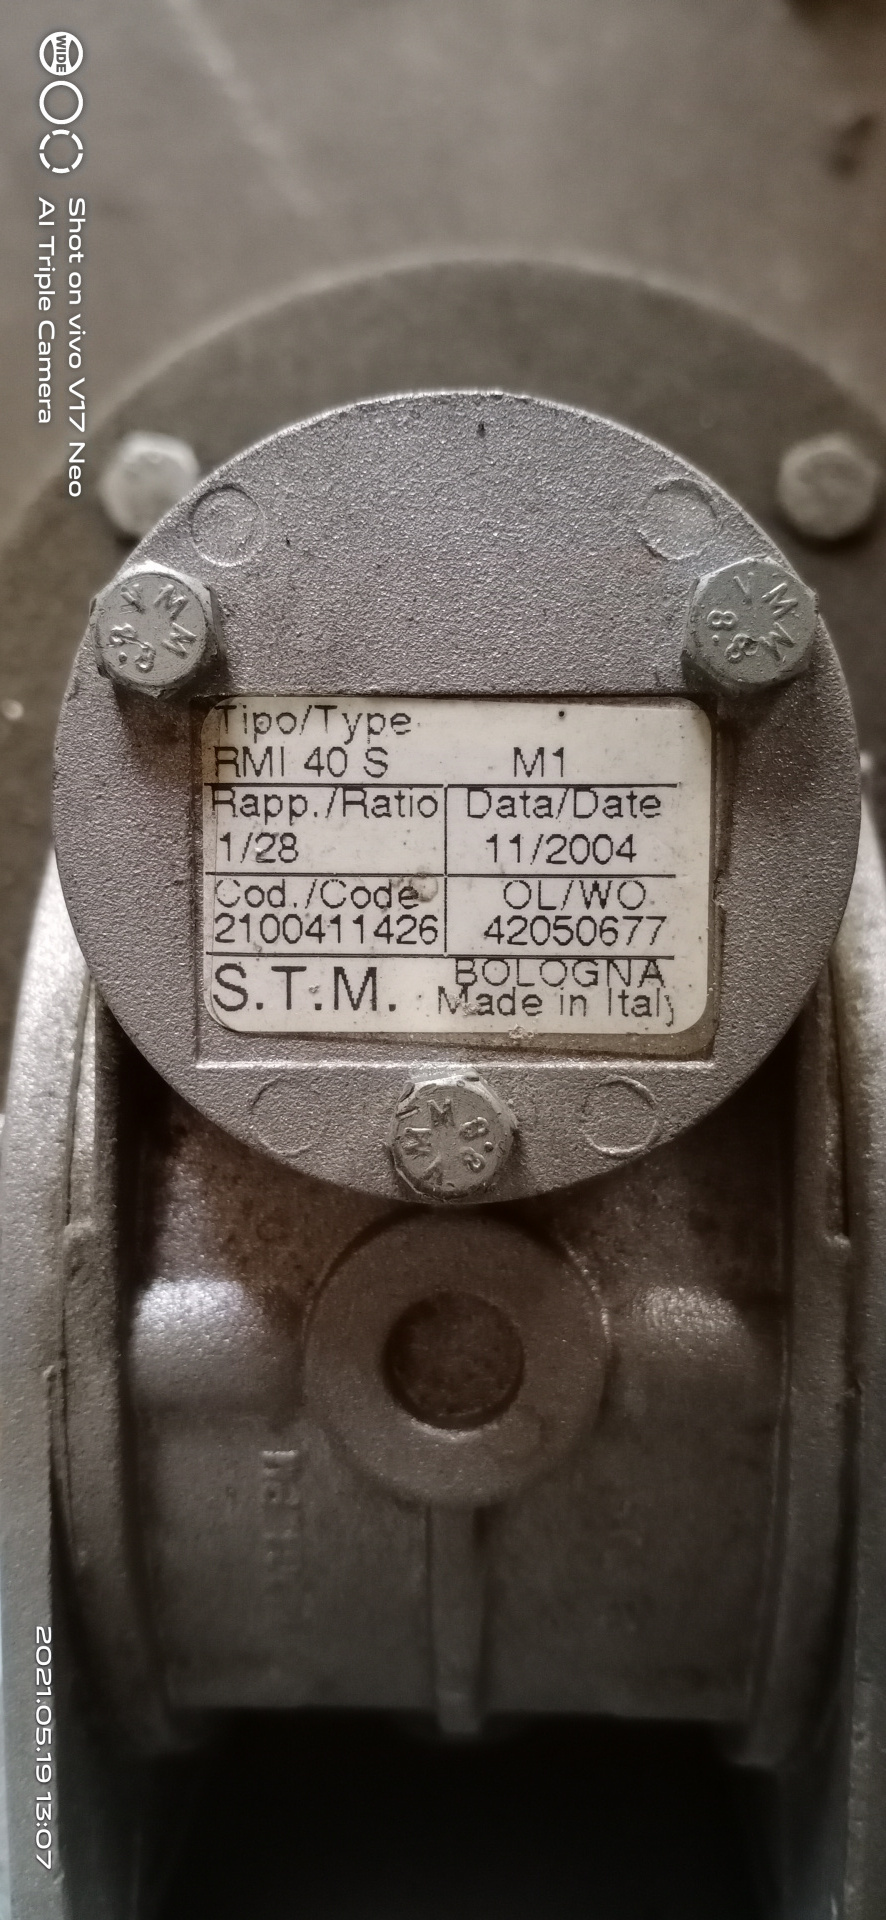 Tipo/Type
RMI 40 S M1
Rapp./Ratio Data/Date
1/28 11/2004
Cod./Code OL/WO
2100411426 42050677
S.T.M. BOLOGNA
Made in Italy
8.8
8.8
8.8
WIDE
Shot on vivo V17 Neo
AI Triple Camera
2021.05.19 13:07